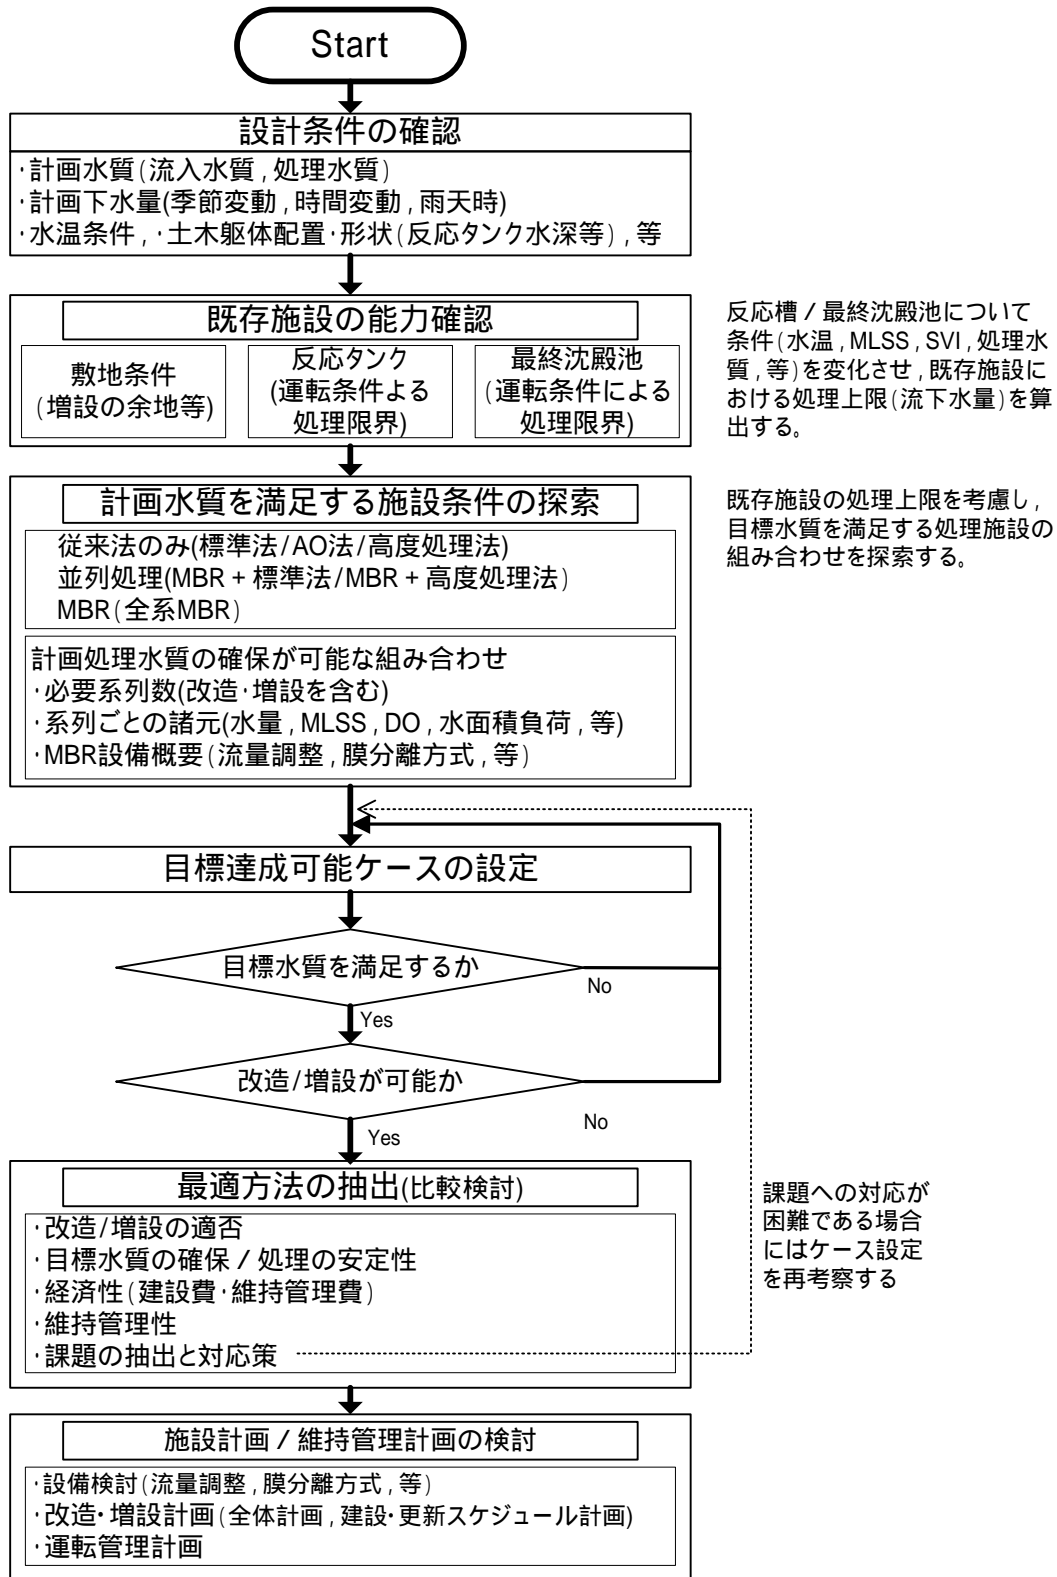 Start
設計条件の確認
･計画水質(流入水質,処理水質)
･計画下水量(季節変動,時間変動,雨天時)
･水温条件,･土木躯体配置･形状(反応タンク水深等),等
既存施設の能力確認
敷地条件
(増設の余地等)
反応タンク
(運転条件よる
処理限界)
最終沈殿池
(運転条件による
処理限界)
反応槽/最終沈殿池について
条件(水温,MLSS,SVI,処理水
質,等)を変化させ,既存施設に
おける処理上限(流下水量)を算
出する。
計画水質を満足する施設条件の探索
従来法のみ(標準法/AO法/高度処理法)
並列処理(MBR+標準法/MBR+高度処理法)
MBR(全系MBR)
計画処理水質の確保が可能な組み合わせ
･必要系列数(改造･増設を含む)
･系列ごとの諸元(水量,MLSS,DO,水面積負荷,等)
･MBR設備概要(流量調整,膜分離方式,等)
既存施設の処理上限を考慮し,
目標水質を満足する処理施設の
組み合わせを探索する。
目標達成可能ケースの設定
目標水質を満足するか
No
Yes
改造/増設が可能か
No
Yes
最適方法の抽出(比較検討)
･改造/増設の適否
･目標水質の確保/処理の安定性
･経済性(建設費･維持管理費)
･維持管理性
･課題の抽出と対応策
課題への対応が
困難である場合
にはケース設定
を再考察する
施設計画/維持管理計画の検討
･設備検討(流量調整,膜分離方式,等)
･改造・増設計画(全体計画,建設・更新スケジュール計画)
･運転管理計画